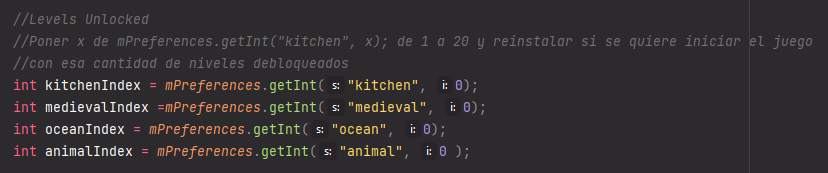 //Levels Unlocked
//Poner x de mPreferences.getInt("kitchen", x); de 1 a 20 y reinstalar si se quiere iniciar el juego
//con esa cantidad de niveles debloqueados
int kitchenIndex = mPreferences.getInt( s: "kitchen", i: 0);
int medievalIndex =mPreferences.getInt( s: "medieval", i: 0);
int oceanIndex = mPreferences.getInt( s: "ocean", i: 0);
int animalIndex = mPreferences.getInt( s: "animal", i: 0 );